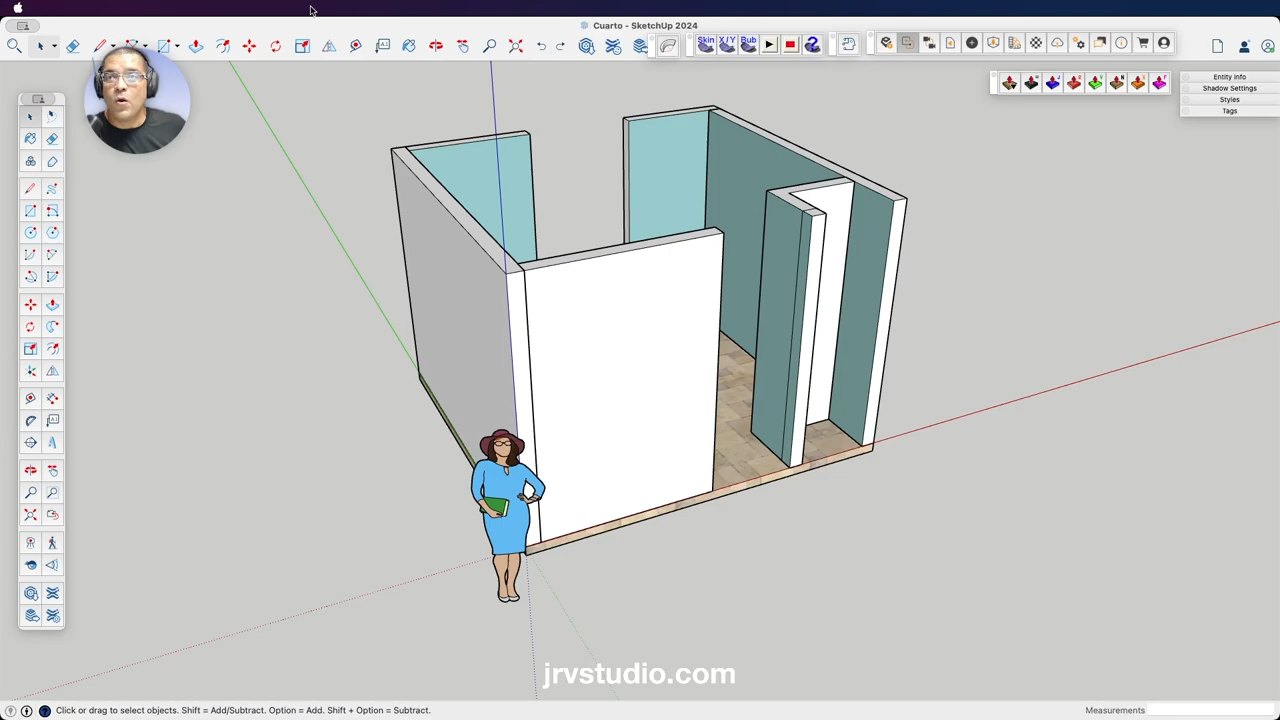 Cuarto - SketchUp 2024
Skin
X/Y
Bub
Entity Info
Shadow Settings
Styles
Tags
jrvstudio.com
Click or drag to select objects. Shift = Add/Subtract. Option = Add. Shift + Option = Subtract.
Measurements